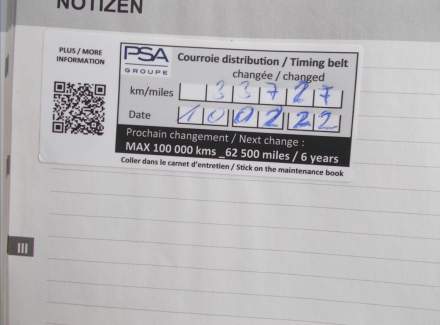 NOTIZEN
PLUS / MORE
INFORMATION
PSA
GROUPE
Courroie distribution / Timing belt
changée / changed
km/miles 33727
Date 10 02 22
Prochain changement / Next change :
MAX 100 000 kms _62 500 miles / 6 years
Coller dans le carnet d'entretien / Stick on the maintenance book